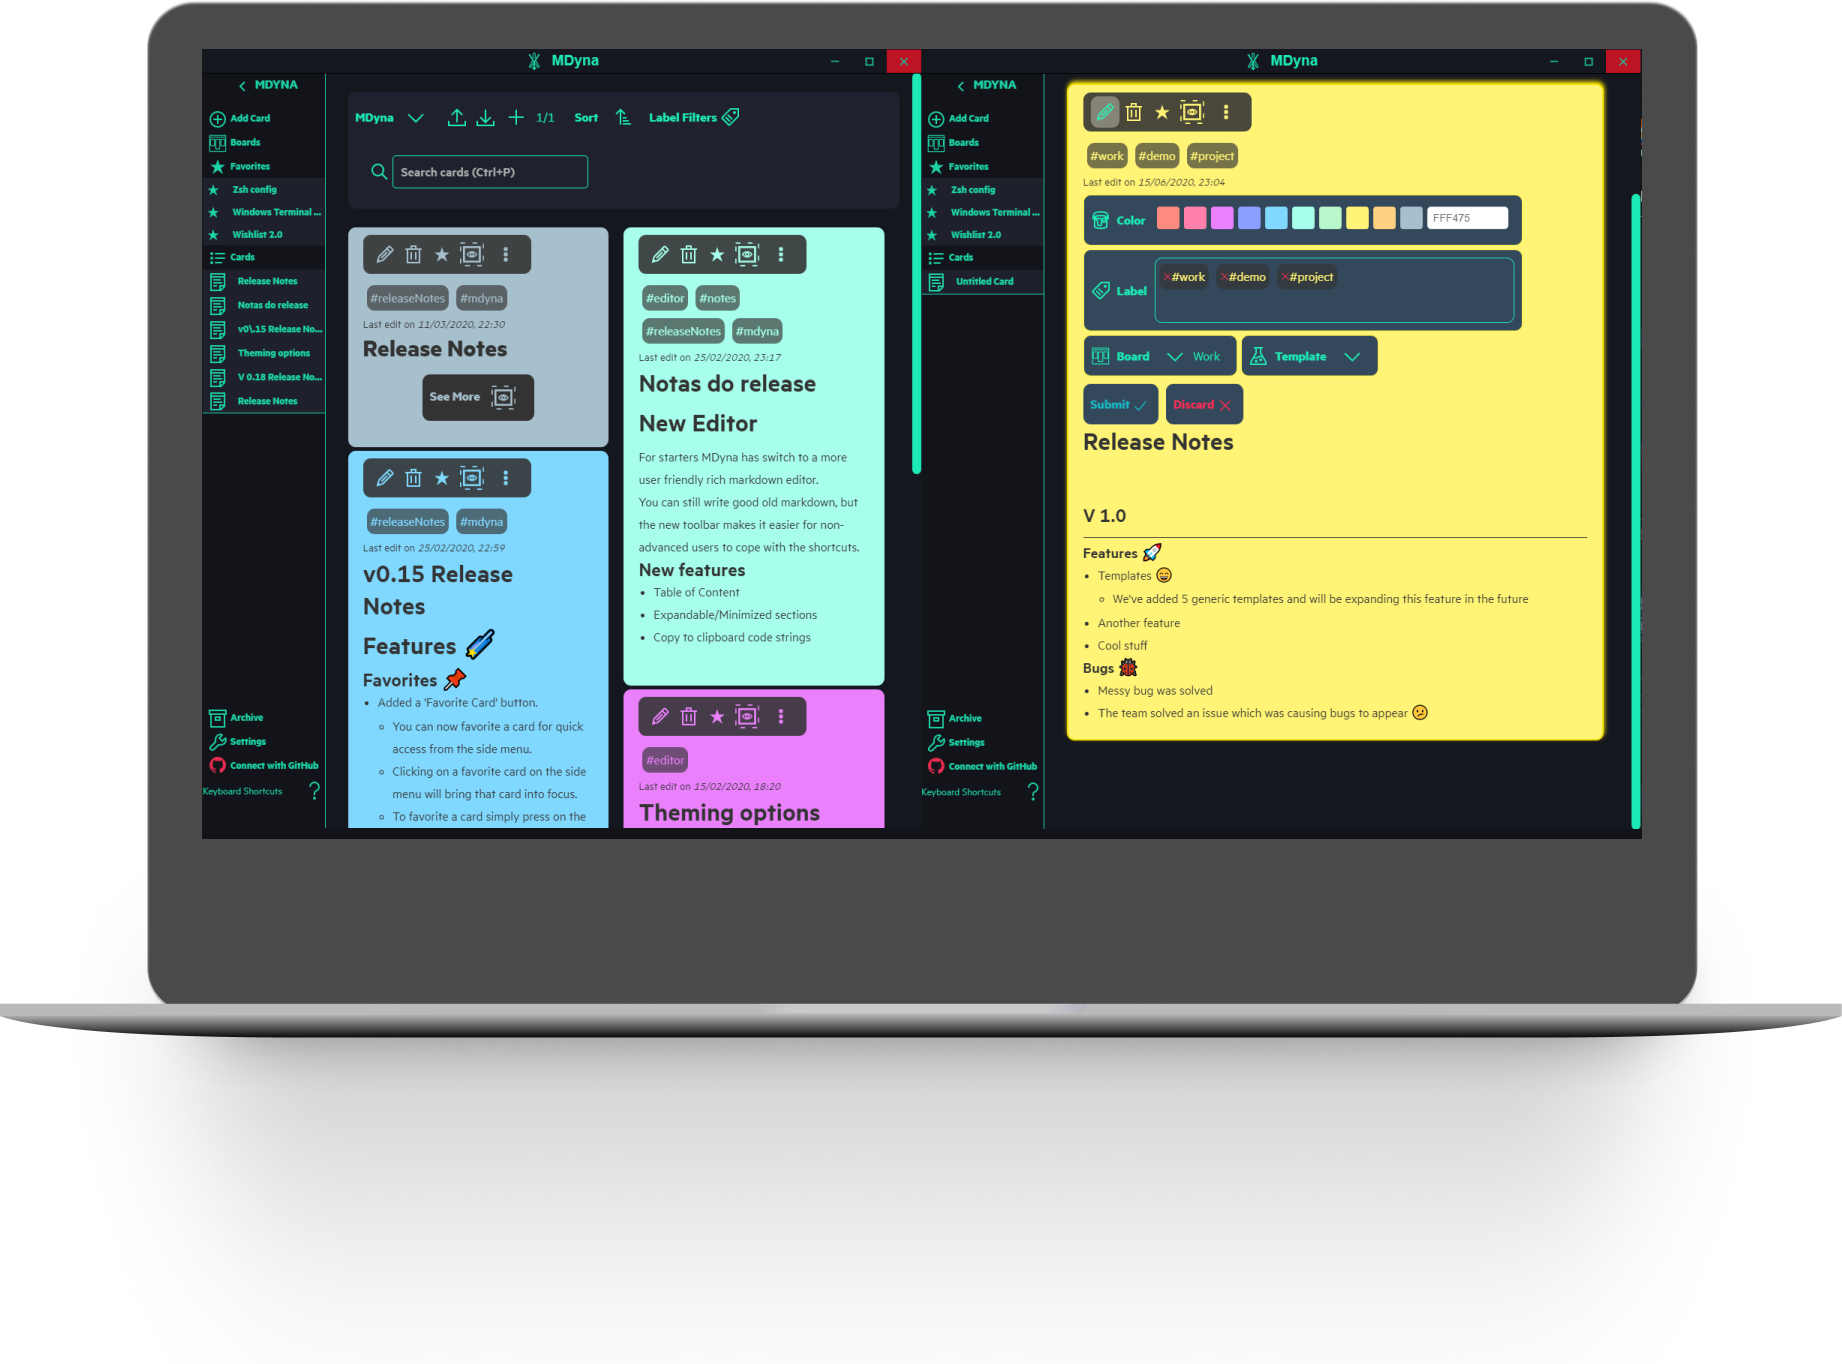 MDyna
MDYNA
Add Card
Boards
Favorites
Zsh config
Windows Terminal ...
Wishlist 2.0
Cards
Release Notes
Notas do release
v0\.15 Release No...
Theming options
V 0.18 Release No...
Release Notes
Archive
Settings
Connect with GitHub
Keyboard Shortcuts
MDyna 1/1 Sort Label Filters
Search cards (Ctrl+P)
#releaseNotes #mdyna
Last edit on 11/03/2020, 22:30
Release Notes
See More
#releaseNotes #mdyna
Last edit on 25/02/2020, 22:59
v0.15 Release
Notes
Features
Favorites
• Added a 'Favorite Card' button.
You can now favorite a card for quick
access from the side menu.
Clicking on a favorite card on the side
menu will bring that card into focus.
To favorite a card simply press on the
#editor #notes
#releaseNotes #mdyna
Last edit on 25/02/2020, 23:17
Notas do release
New Editor
For starters MDyna has switch to a more
user friendly rich markdown editor.
You can still write good old markdown, but
the new toolbar makes it easier for non-
advanced users to cope with the shortcuts.
New features
• Table of Content
• Expandable/Minimized sections
• Copy to clipboard code strings
#editor
Last edit on 15/02/2020, 18:20
Theming options
MDyna
MDYNA
Add Card
Boards
Favorites
Zsh config
Windows Terminal ...
Wishlist 2.0
Cards
Untitled Card
Archive
Settings
Connect with GitHub
Keyboard Shortcuts
#work #demo #project
Last edit on 15/06/2020, 23:04
Color FFF475
Label ×#work ×#demo ×#project
Board Work Template
Submit Discard
Release Notes
V 1.0
Features 🚀
• Templates 😄
We've added 5 generic templates and will be expanding this feature in the future
• Another feature
• Cool stuff
Bugs 🐞
• Messy bug was solved
• The team solved an issue which was causing bugs to appear 😕